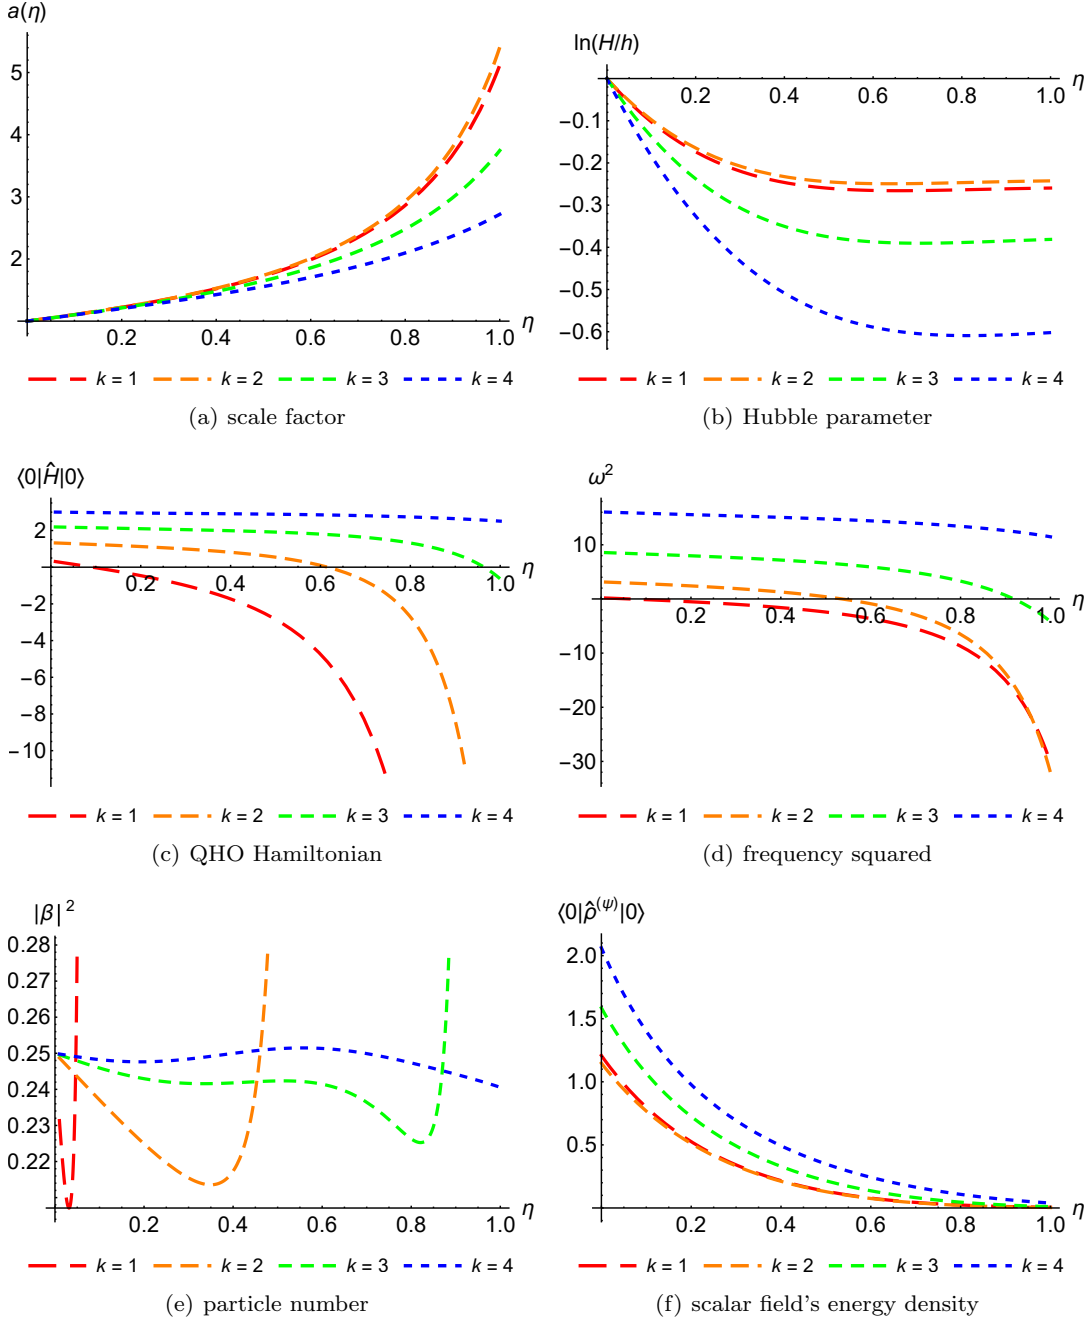 a(η)
5
4
3
2
0.2 0.4 0.6 0.8 1.0 η
k = 1 k = 2 k = 3 k = 4
(a) scale factor
ln(H/h)
0.2 0.4 0.6 0.8 1.0 η
−0.1
−0.2
−0.3
−0.4
−0.5
−0.6
k = 1 k = 2 k = 3 k = 4
(b) Hubble parameter
⟨0|Ĥ|0⟩
2
0.2 0.4 0.6 0.8 1.0 η
−2
−4
−6
−8
−10
k = 1 k = 2 k = 3 k = 4
(c) QHO Hamiltonian
ω²
10
0.2 0.4 0.6 0.8 1.0 η
−10
−20
−30
k = 1 k = 2 k = 3 k = 4
(d) frequency squared
|β|²
0.28
0.27
0.26
0.25
0.24
0.23
0.22
0.2 0.4 0.6 0.8 1.0 η
k = 1 k = 2 k = 3 k = 4
(e) particle number
⟨0|ρ̂^(ψ)|0⟩
2.0
1.5
1.0
0.5
0.2 0.4 0.6 0.8 1.0 η
k = 1 k = 2 k = 3 k = 4
(f) scalar field's energy density